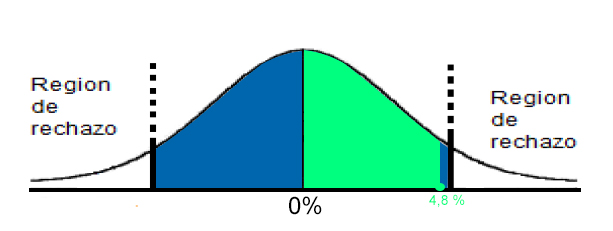 Region
de
rechazo
Region
de
rechazo
0%
4,8 %